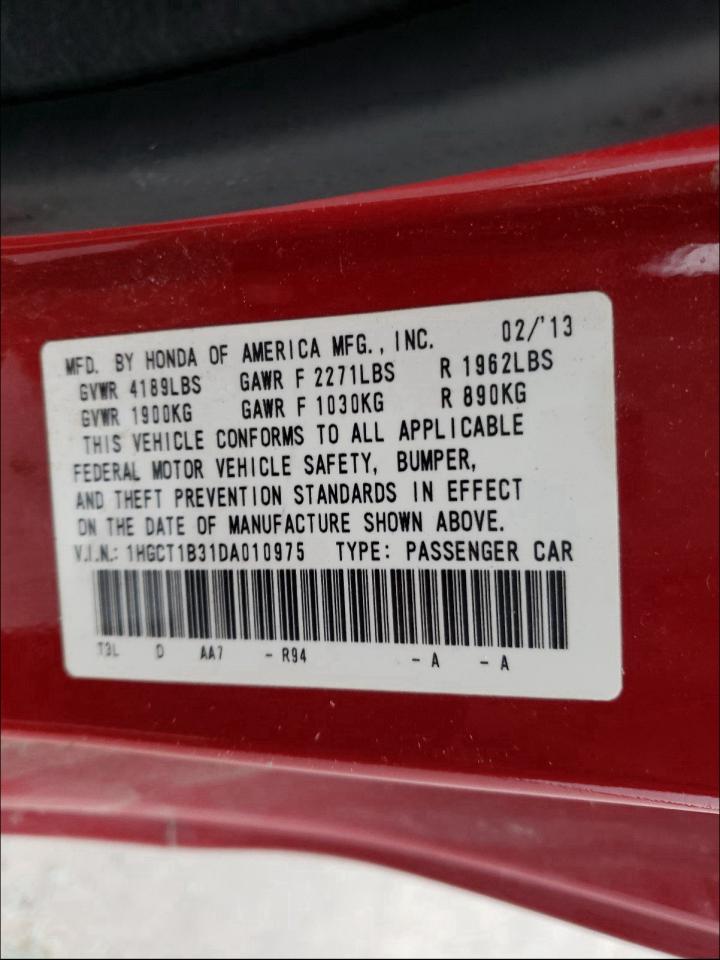 MFD. BY HONDA OF AMERICA MFG., INC. 02/'13
GVWR 4189LBS GAWR F 2271LBS R 1962LBS
GVWR 1900KG GAWR F 1030KG R 890KG
THIS VEHICLE CONFORMS TO ALL APPLICABLE
FEDERAL MOTOR VEHICLE SAFETY, BUMPER,
AND THEFT PREVENTION STANDARDS IN EFFECT
ON THE DATE OF MANUFACTURE SHOWN ABOVE.
V.I.N.: 1HGCT1B31DA010975 TYPE: PASSENGER CAR
T3L D AA7 - R94 - A - A